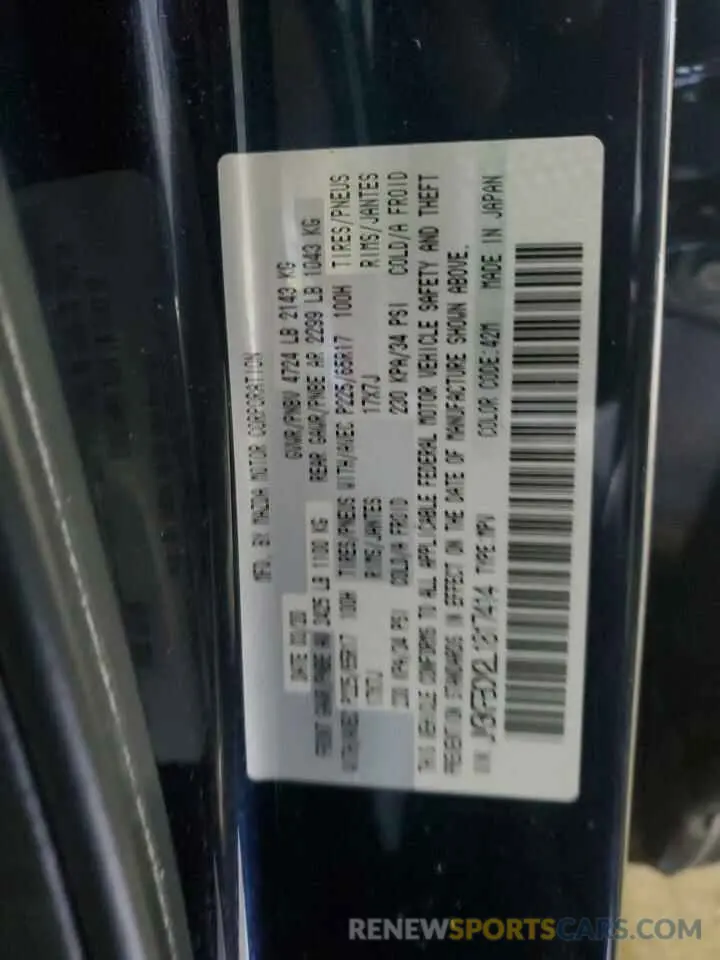 MFD. BY MAZDA MOTOR CORPORATION
DATE GVWR/PNBV 4724 LB 2143 KG
FRONT GAWR/PNBE AV 2425 LB 1100 KG REAR GAWR/PNBE AR 2299 LB 1043 KG
WITH/AVEC P225/65R17 100H TIRES/PNEUS WITH/AVEC P225/65R17 100H TIRES/PNEUS
17X7J RIMS/JANTES 17X7J RIMS/JANTES
230 KPA/34 PSI COLD/A FROID 230 KPA/34 PSI COLD/A FROID
THIS VEHICLE CONFORMS TO ALL APPLICABLE FEDERAL MOTOR VEHICLE SAFETY AND THEFT
PREVENTION STANDARDS IN EFFECT ON THE DATE OF MANUFACTURE SHOWN ABOVE.
TYPE:MPV COLOR CODE:42M MADE IN JAPAN
RENEWSPORTSCARS.COM